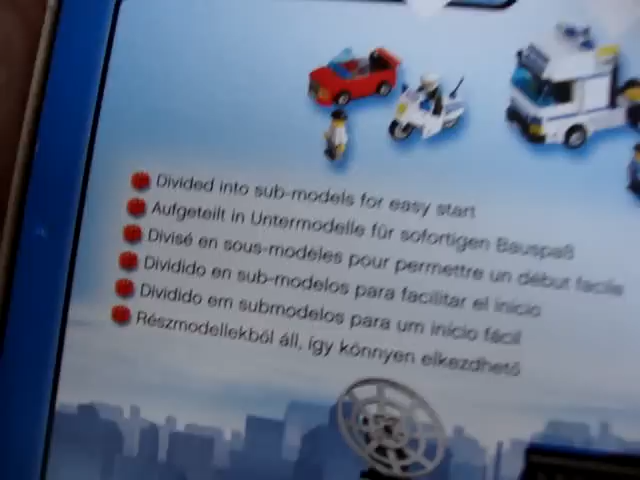 Divided into sub-models for easy start
Aufgeteilt in Untermodelle für sofortigen Bauspaß
Divisé en sous-modèles pour permettre un début facile
Dividido en sub-modelos para facilitar el inicio
Dividido em submodelos para um início fácil
Részmodellekből áll, így könnyen elkezdhető